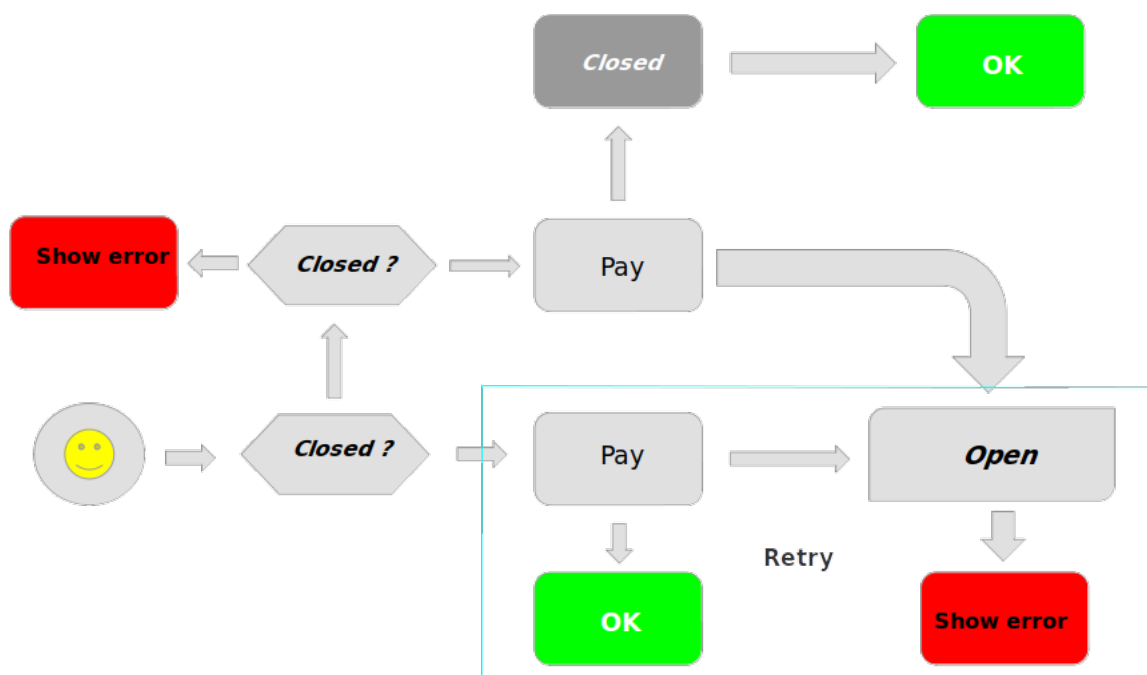 Closed
OK
Show error
Closed ?
Pay
Closed ?
Pay
Open
Retry
OK
Show error